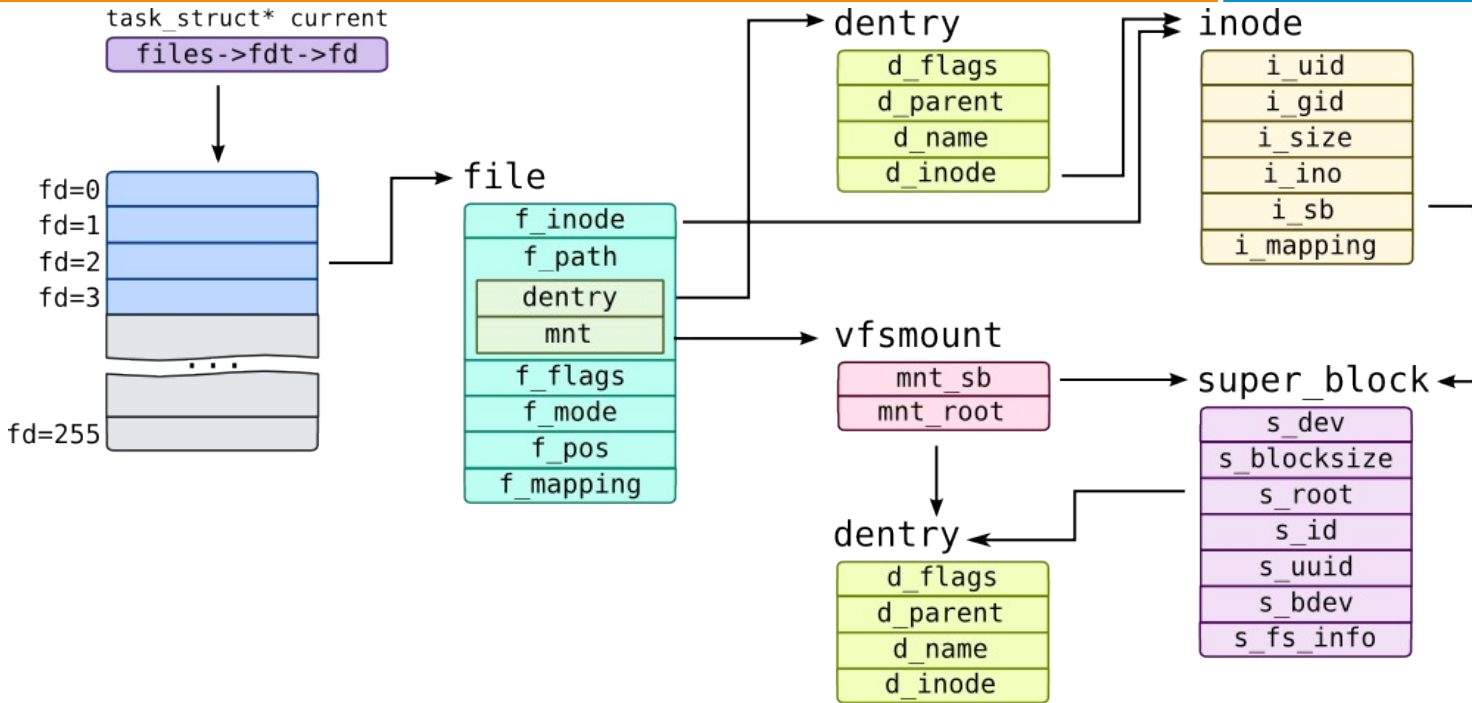 task_struct* current
files->fdt->fd
fd=0
fd=1
fd=2
fd=3
...
fd=255
file
f_inode
f_path
dentry
mnt
f_flags
f_mode
f_pos
f_mapping
dentry
d_flags
d_parent
d_name
d_inode
vfsmount
mnt_sb
mnt_root
dentry
d_flags
d_parent
d_name
d_inode
inode
i_uid
i_gid
i_size
i_ino
i_sb
i_mapping
super_block
s_dev
s_blocksize
s_root
s_id
s_uuid
s_bdev
s_fs_info